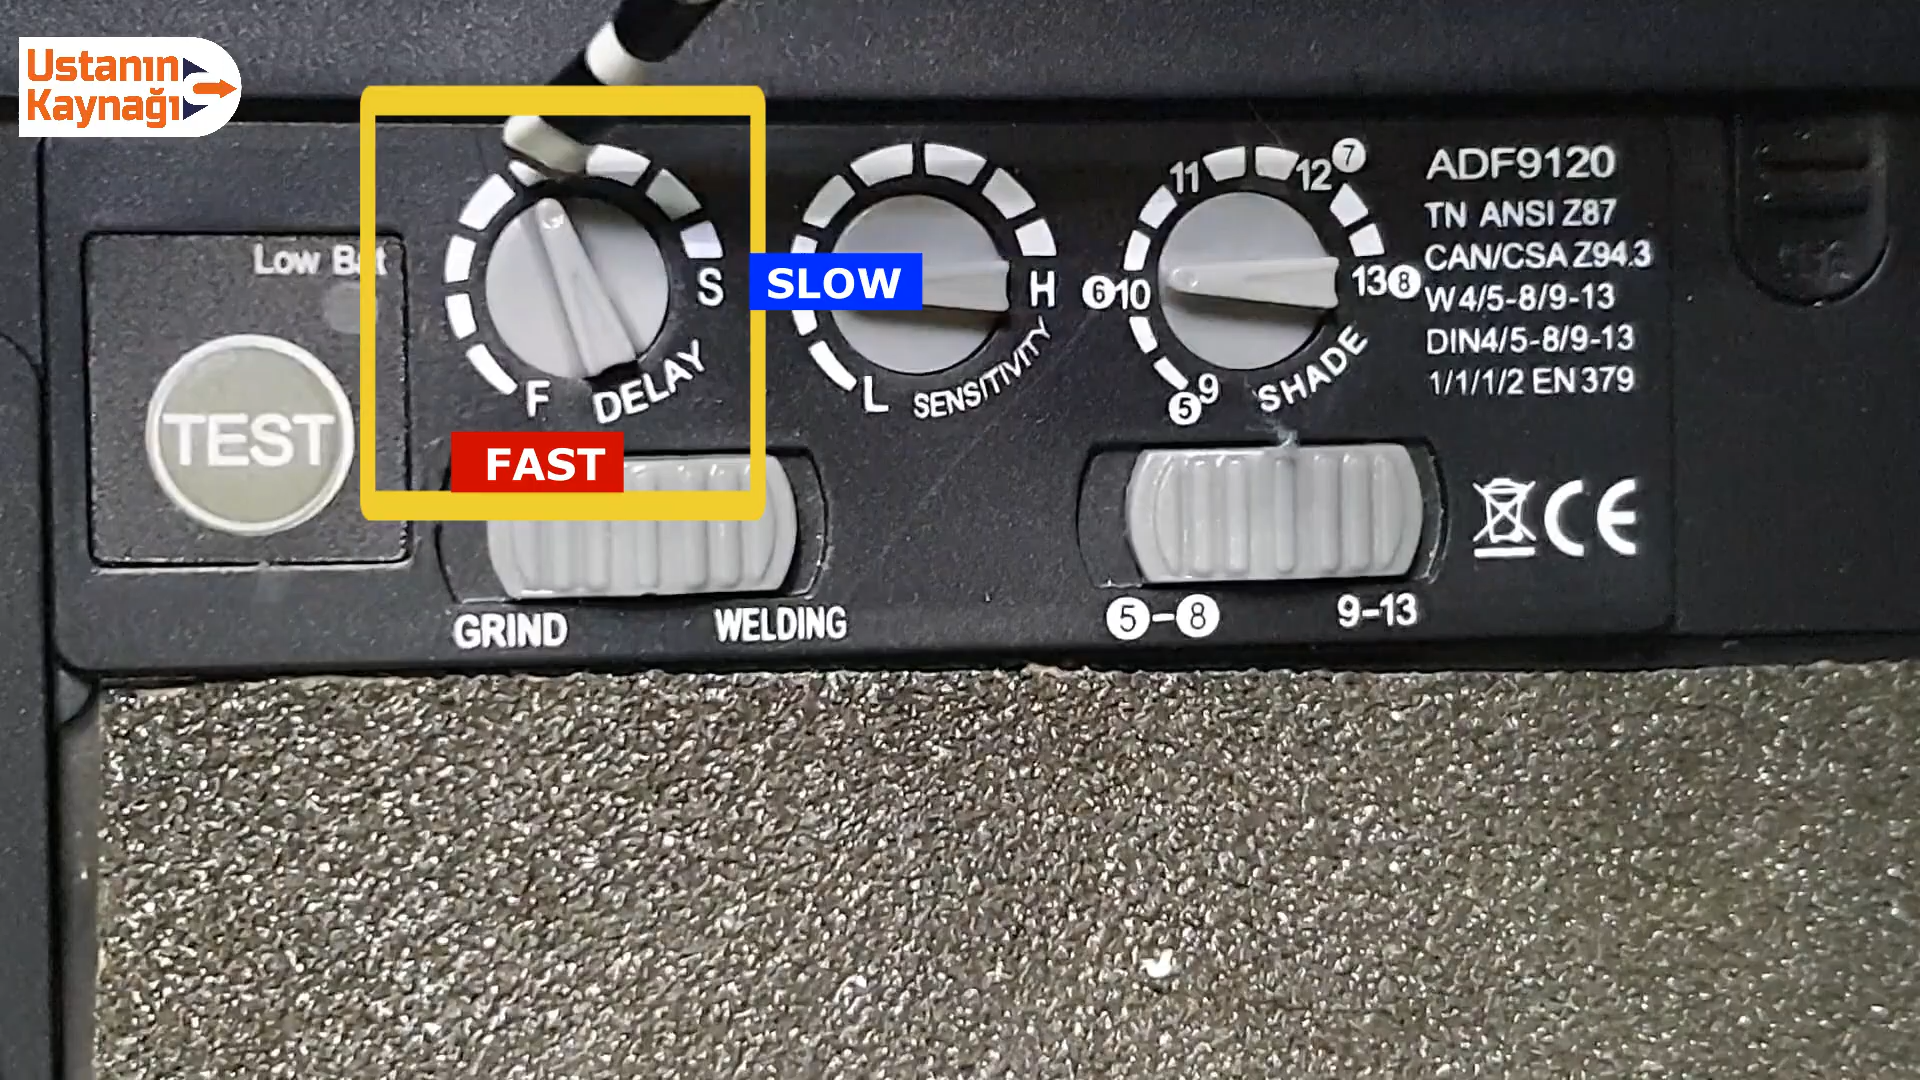 Ustanın
Kaynağı
Low Bat
TEST
S
F
DELAY
SLOW
FAST
H
L
SENSITIVITY
11
12 7
6 10
13 8
5 9
SHADE
ADF9120
TN ANSI Z87
CAN/CSA Z94.3
W4/5-8/9-13
DIN4/5-8/9-13
1/1/1/2 EN 379
CE
GRIND
WELDING
5-8
9-13